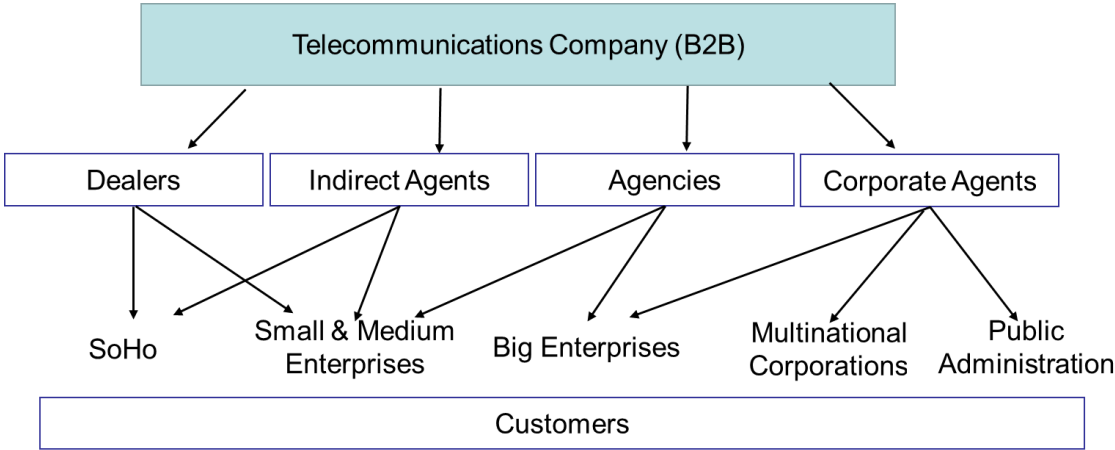 Telecommunications Company (B2B)
Dealers
Indirect Agents
Agencies
Corporate Agents
SoHo
Small & Medium
Enterprises
Big Enterprises
Multinational
Corporations
Public
Administration
Customers